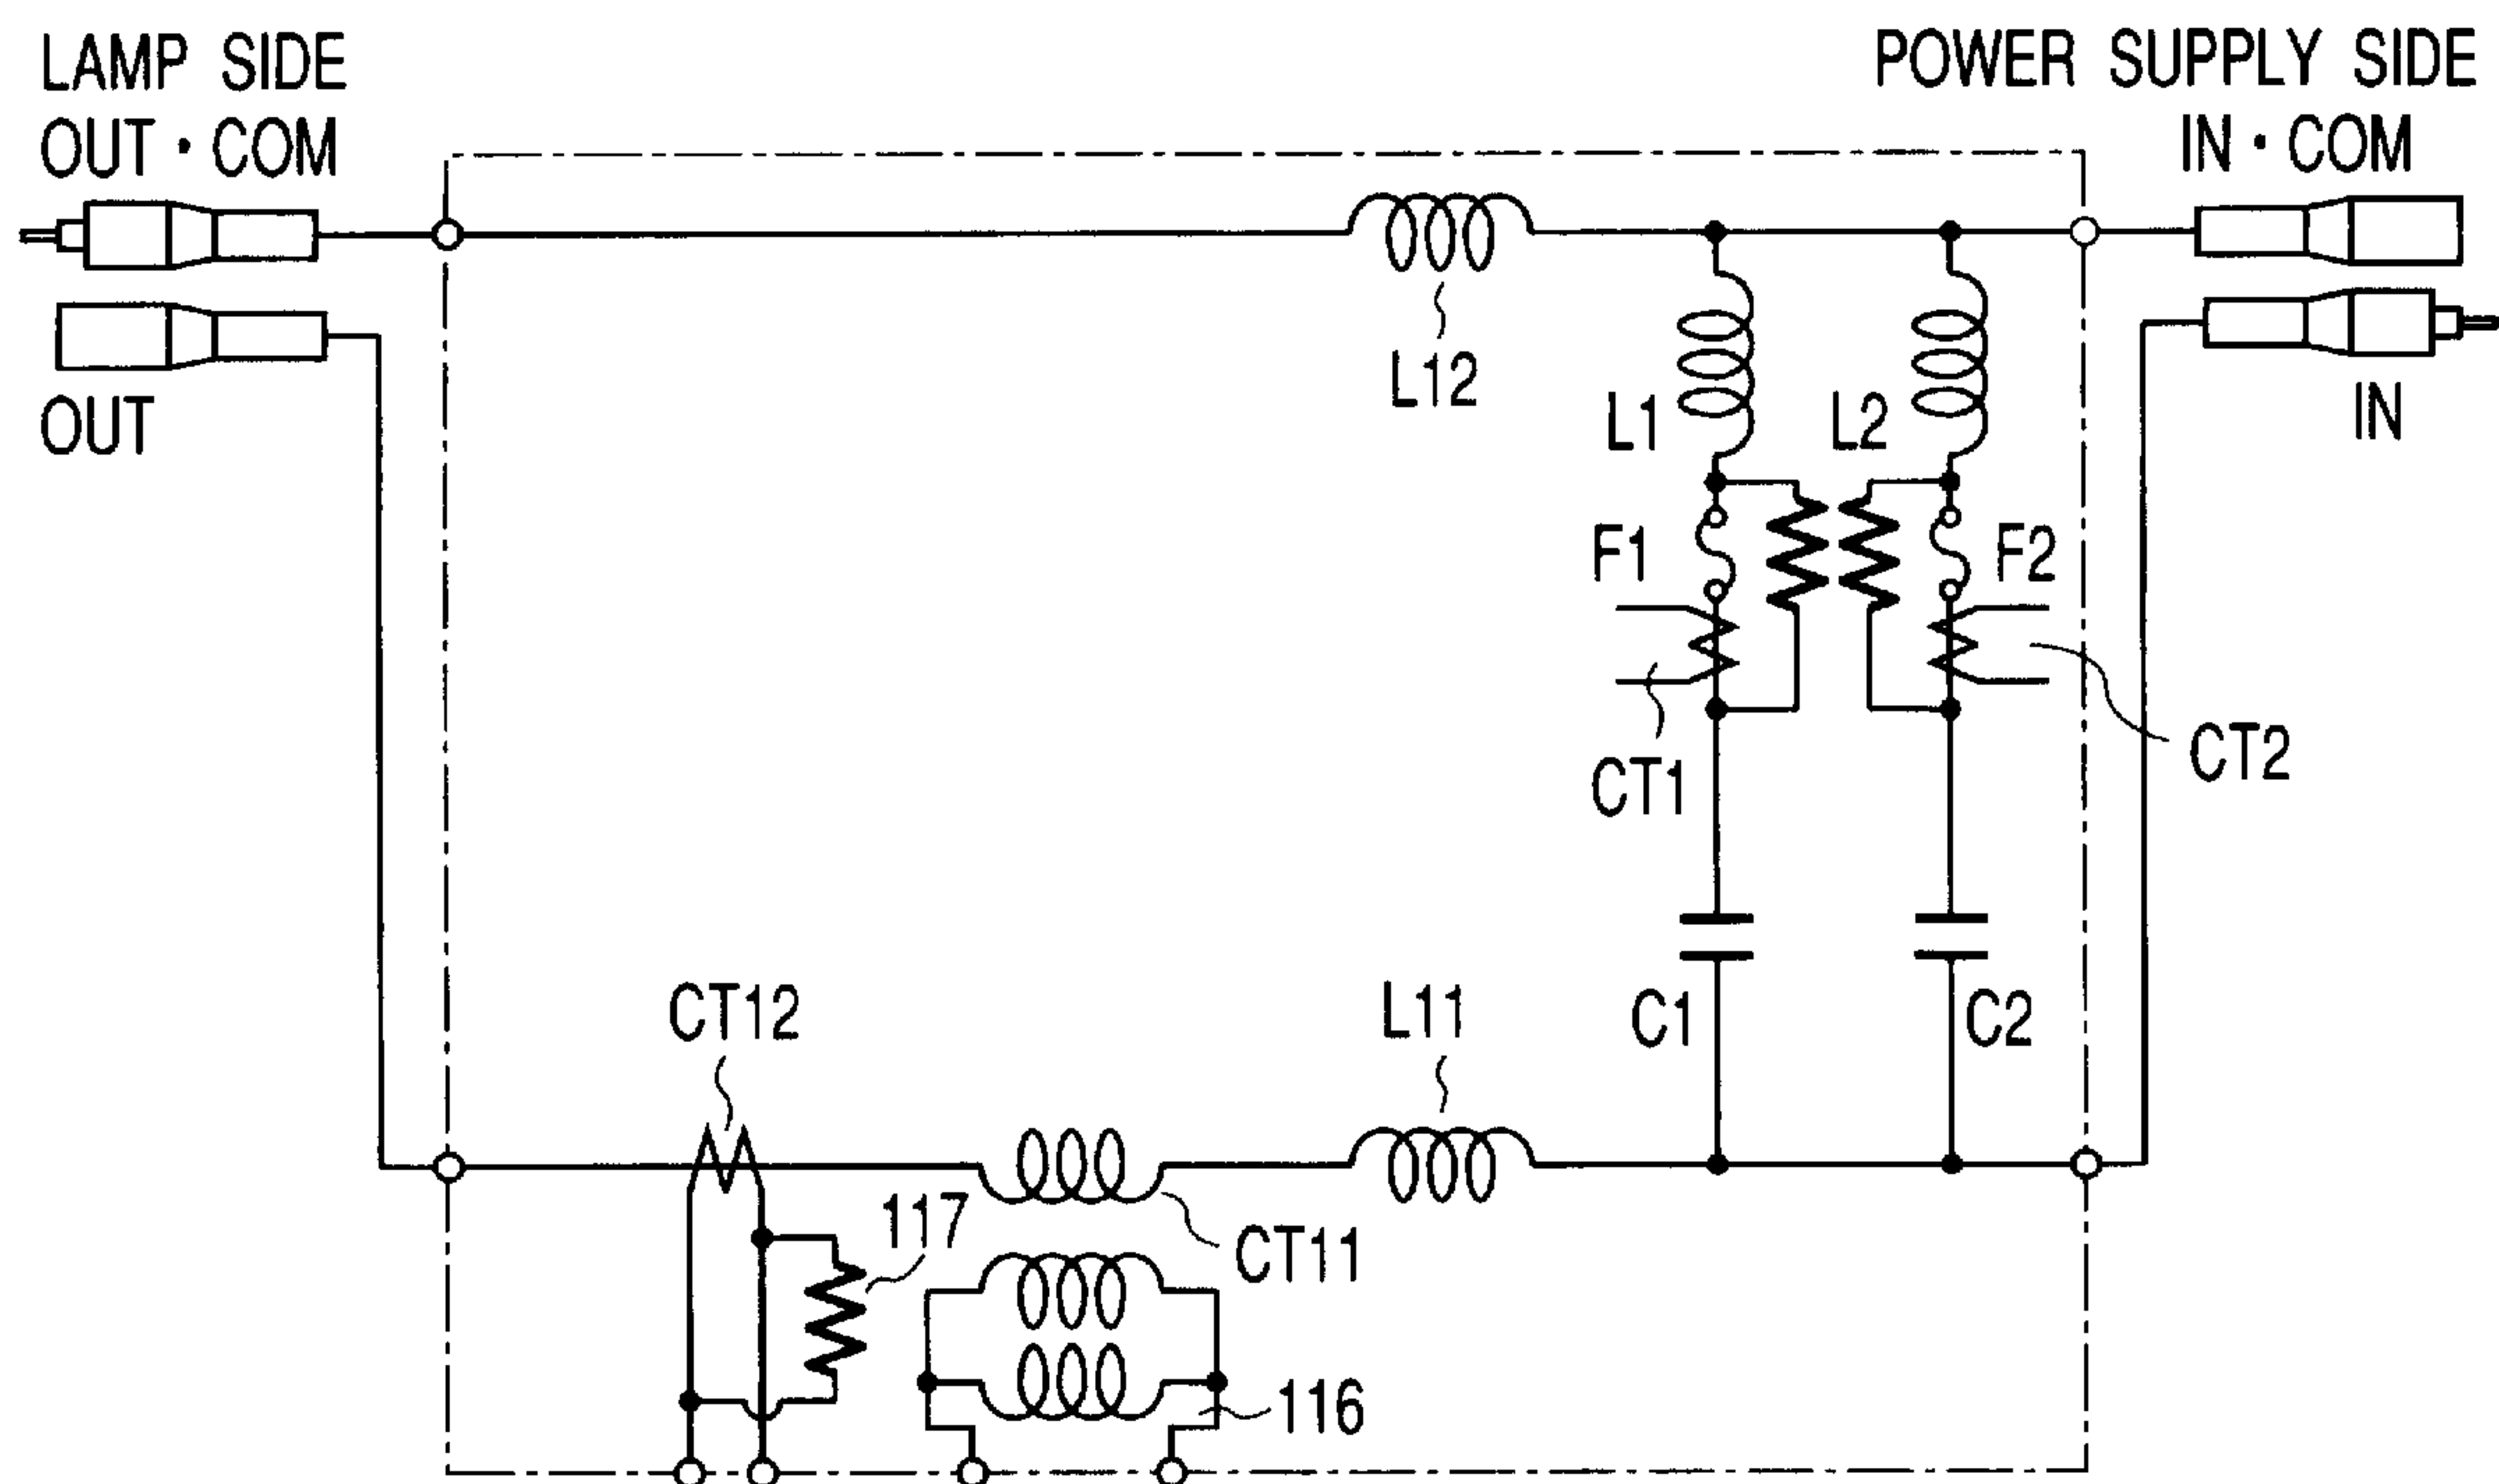 LAMP SIDE
POWER SUPPLY SIDE
OUT・COM
IN・COM
OUT
IN
L12
L1
L2
F1
F2
CT1
CT2
CT12
L11
C1
C2
117
CT11
116